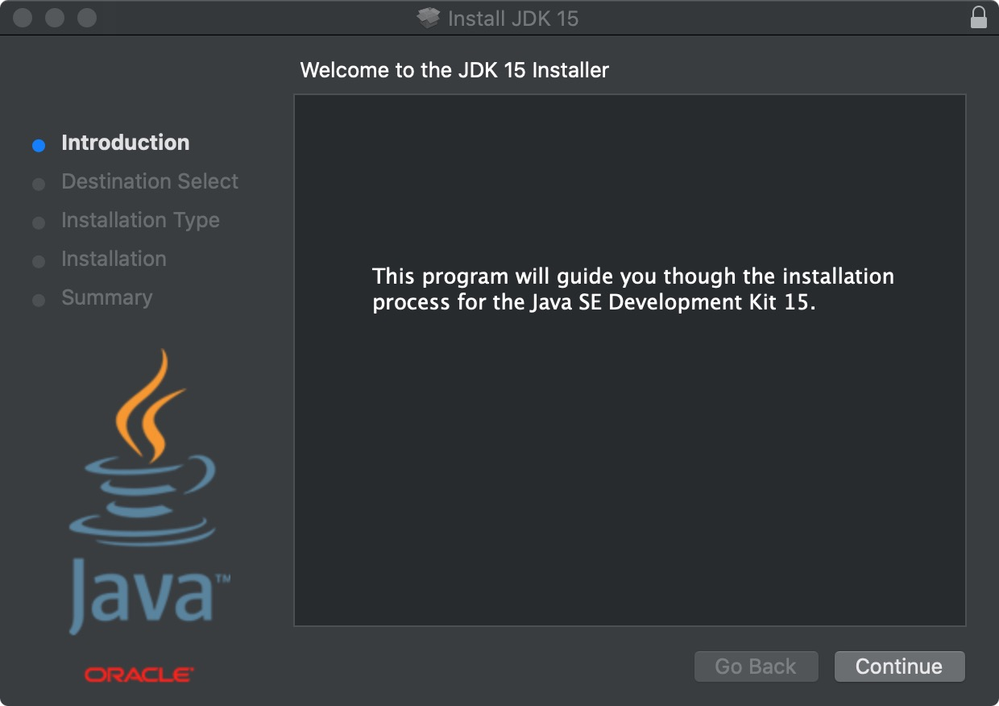 Install JDK 15
Welcome to the JDK 15 Installer
Introduction
Destination Select
Installation Type
Installation
Summary
This program will guide you though the installation
process for the Java SE Development Kit 15.
Java™
ORACLE
Go Back
Continue